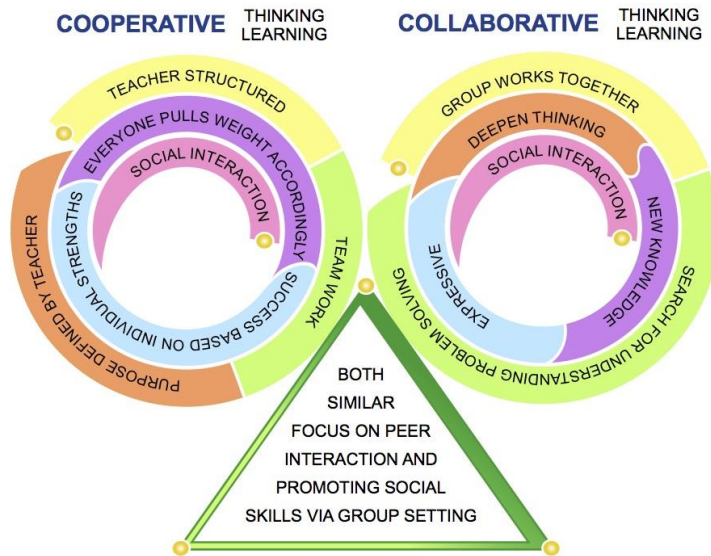 COOPERATIVE THINKING
LEARNING
TEACHER STRUCTURED
EVERYONE PULLS WEIGHT ACCORDINGLY
SOCIAL INTERACTION
TEAM WORK
SUCCESS BASED ON INDIVIDUAL STRENGTHS
PURPOSE DEFINED BY TEACHER
COLLABORATIVE THINKING
LEARNING
GROUP WORKS TOGETHER
DEEPEN THINKING
SOCIAL INTERACTION
NEW KNOWLEDGE
EXPRESSIVE
SEARCH FOR UNDERSTANDING PROBLEM SOLVING
BOTH
SIMILAR
FOCUS ON PEER
INTERACTION AND
PROMOTING SOCIAL
SKILLS VIA GROUP SETTING